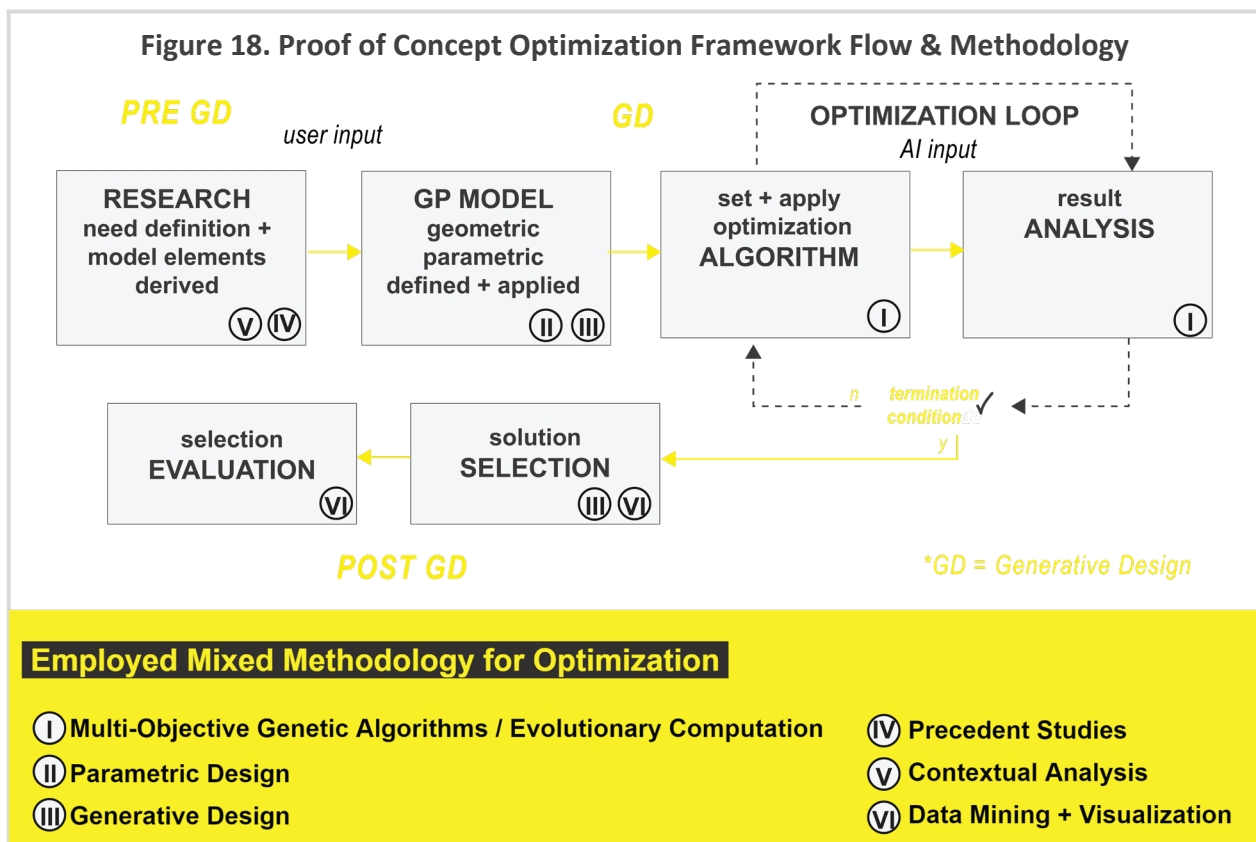 Figure 18. Proof of Concept Optimization Framework Flow & Methodology
PRE GD
user input
GD
OPTIMIZATION LOOP
AI input
RESEARCH
need definition +
model elements
derived
V IV
GP MODEL
geometric
parametric
defined + applied
II III
set + apply
optimization
ALGORITHM
I
result
ANALYSIS
I
n
termination
condition
y
selection
EVALUATION
VI
solution
SELECTION
III VI
POST GD
*GD = Generative Design
Employed Mixed Methodology for Optimization
I Multi-Objective Genetic Algorithms / Evolutionary Computation
II Parametric Design
III Generative Design
IV Precedent Studies
V Contextual Analysis
VI Data Mining + Visualization